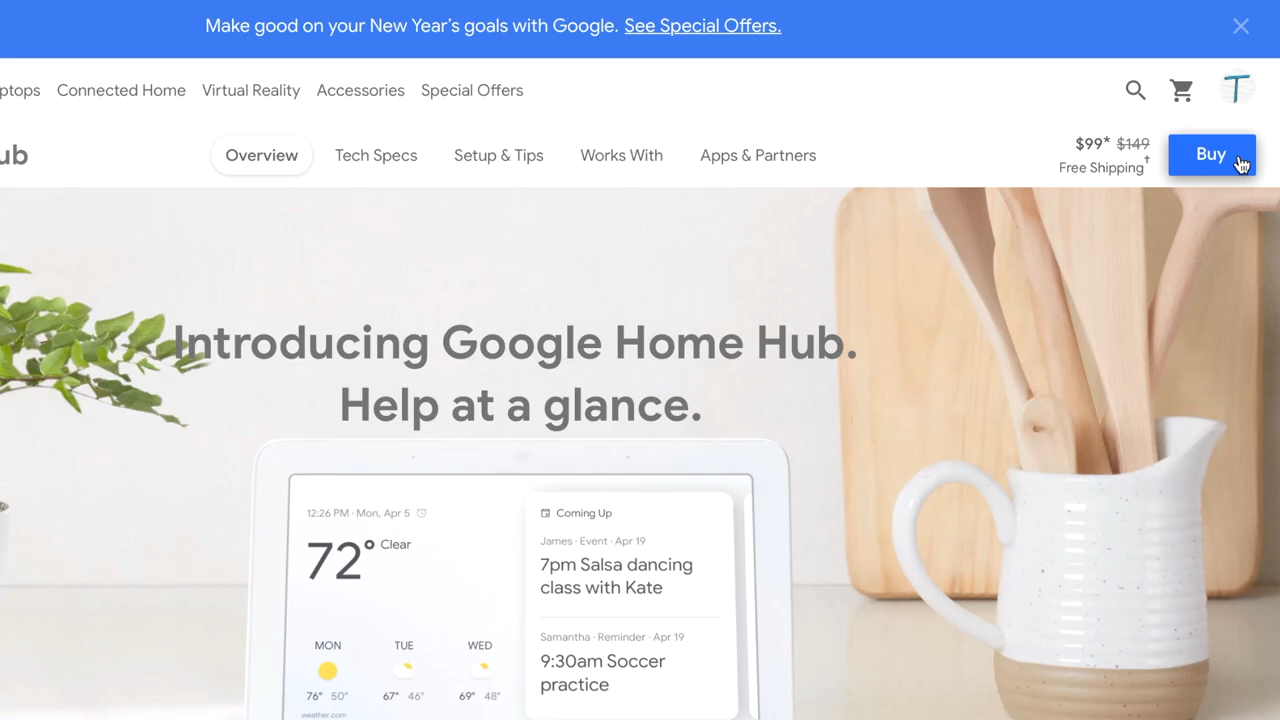 Make good on your New Year's goals with Google. See Special Offers.
ptops Connected Home Virtual Reality Accessories Special Offers
T
ub Overview Tech Specs Setup & Tips Works With Apps & Partners
$99* $149
Free Shipping†
Buy
Introducing Google Home Hub.
Help at a glance.
12:26 PM · Mon, Apr 5
72° Clear
MON TUE WED
76° 50° 67° 46° 69° 48°
weather.com
Coming Up
James · Event · Apr 19
7pm Salsa dancing
class with Kate
Samantha · Reminder · Apr 19
9:30am Soccer
practice